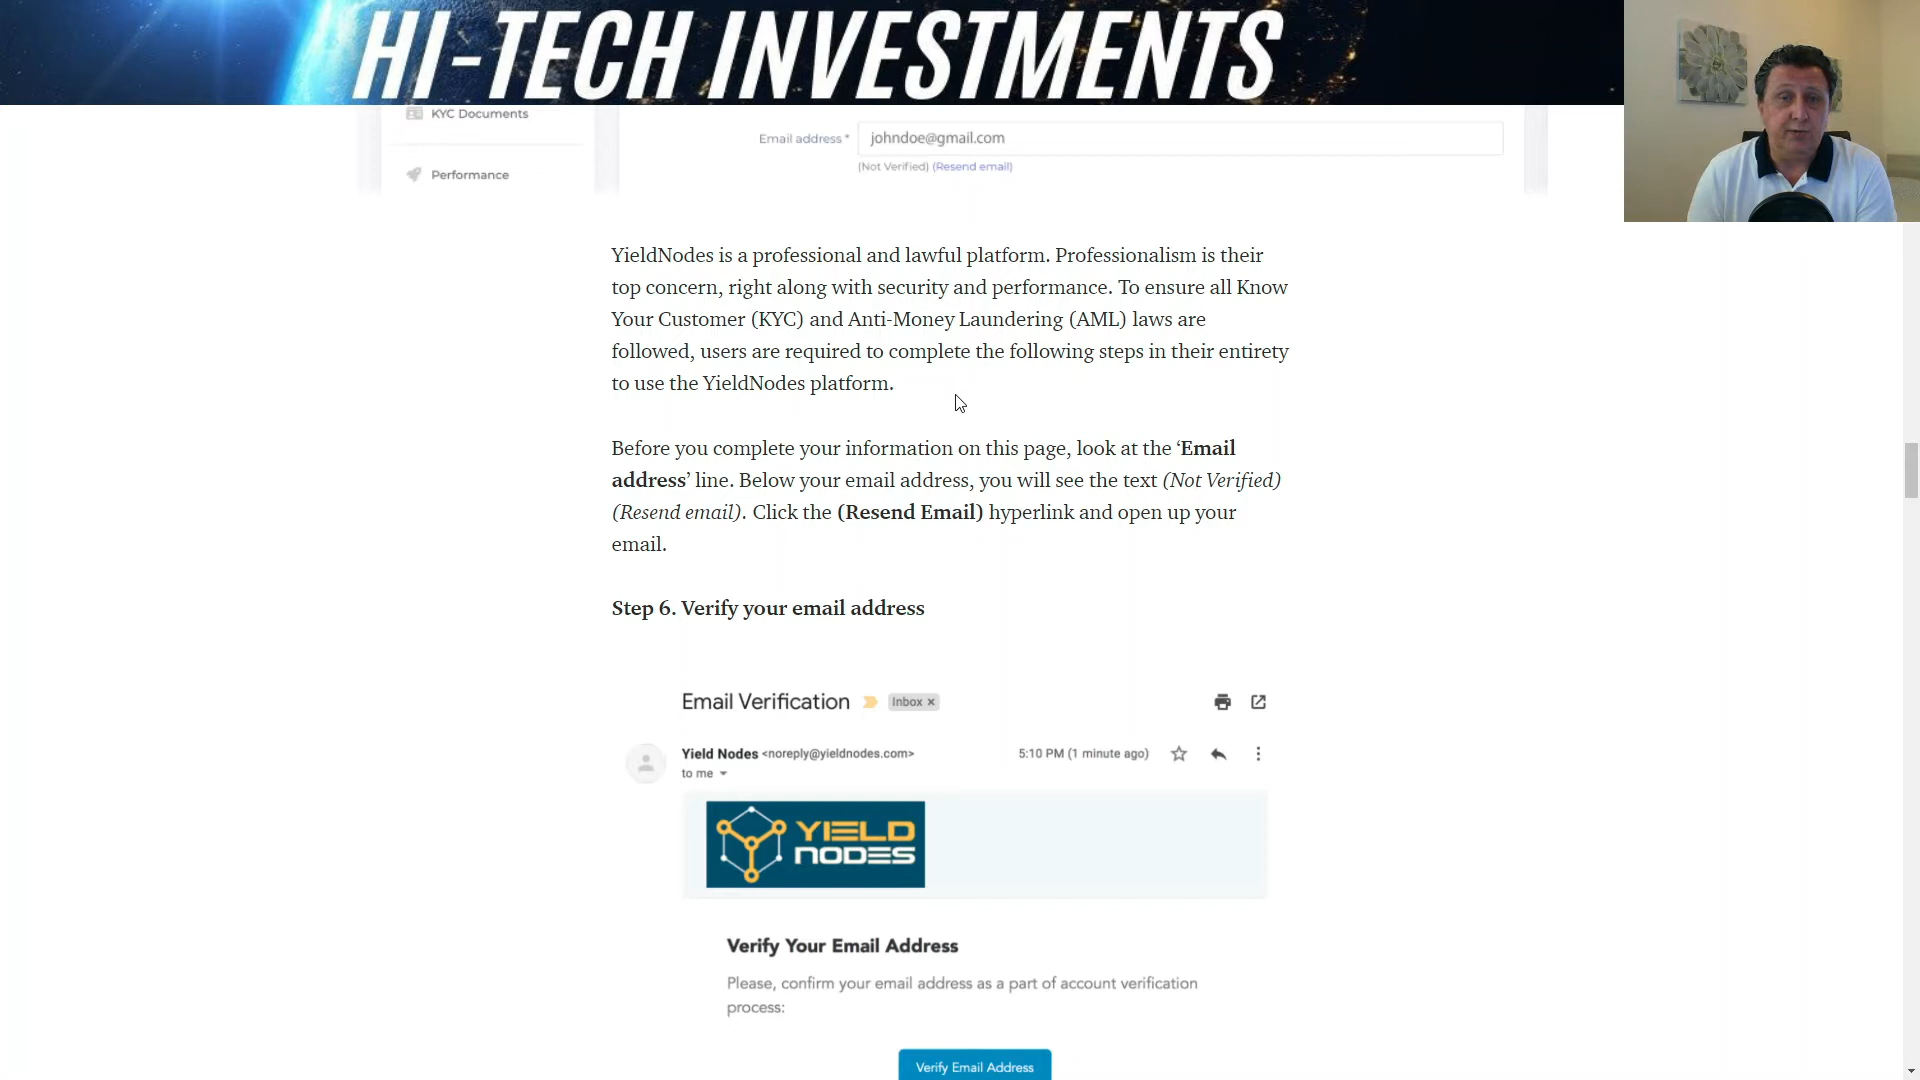 HI-TECH INVESTMENTS
KYC Documents
Performance
Email address *
johndoe@gmail.com
(Not Verified) (Resend email)
YieldNodes is a professional and lawful platform. Professionalism is their
top concern, right along with security and performance. To ensure all Know
Your Customer (KYC) and Anti-Money Laundering (AML) laws are
followed, users are required to complete the following steps in their entirety
to use the YieldNodes platform.
Before you complete your information on this page, look at the ‘Email
address’ line. Below your email address, you will see the text (Not Verified)
(Resend email). Click the (Resend Email) hyperlink and open up your
email.
Step 6. Verify your email address
Email Verification Inbox ×
Yield Nodes <noreply@yieldnodes.com> 5:10 PM (1 minute ago)
to me
YIELD
NODES
Verify Your Email Address
Please, confirm your email address as a part of account verification
process:
Verify Email Address